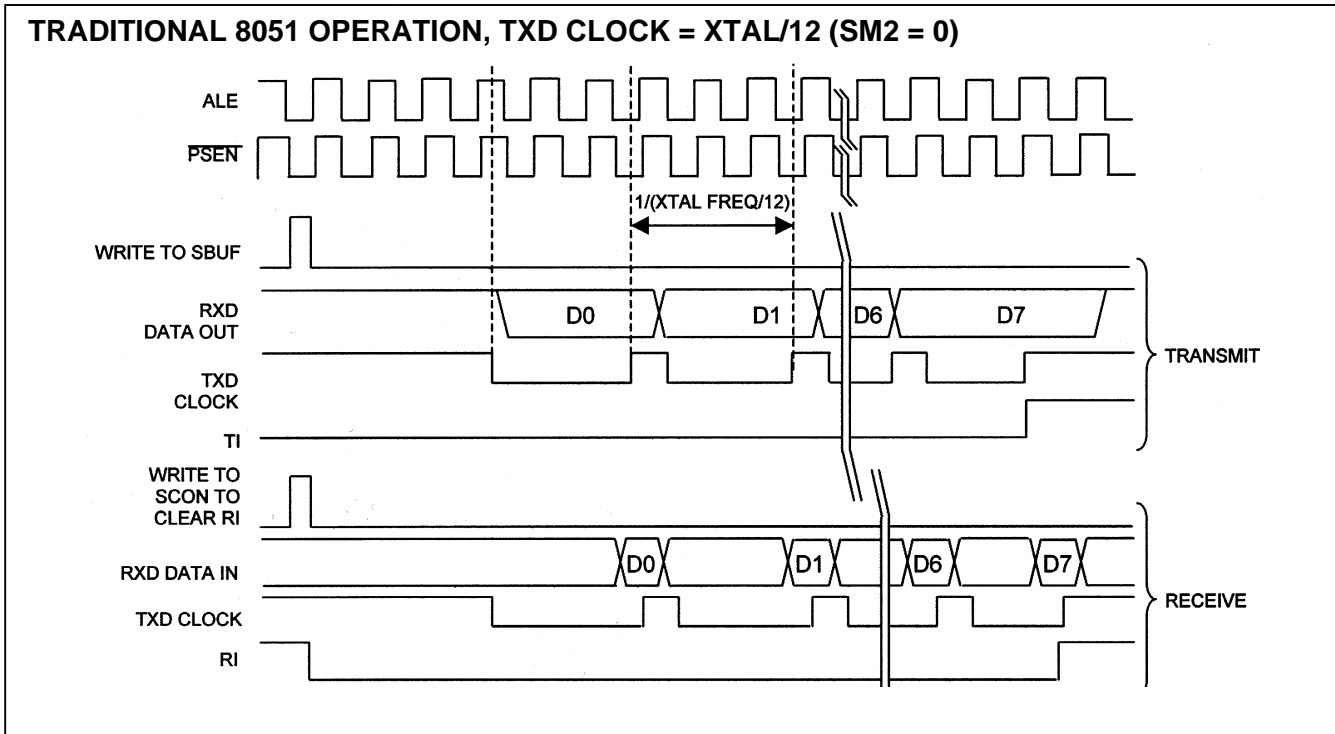 TRADITIONAL 8051 OPERATION, TXD CLOCK = XTAL/12 (SM2 = 0)
ALE
PSEN
1/(XTAL FREQ/12)
WRITE TO SBUF
RXD
DATA OUT
D0
D1
D6
D7
TXD
CLOCK
TI
TRANSMIT
WRITE TO
SCON TO
CLEAR RI
RXD DATA IN
D0
D1
D6
D7
TXD CLOCK
RI
RECEIVE